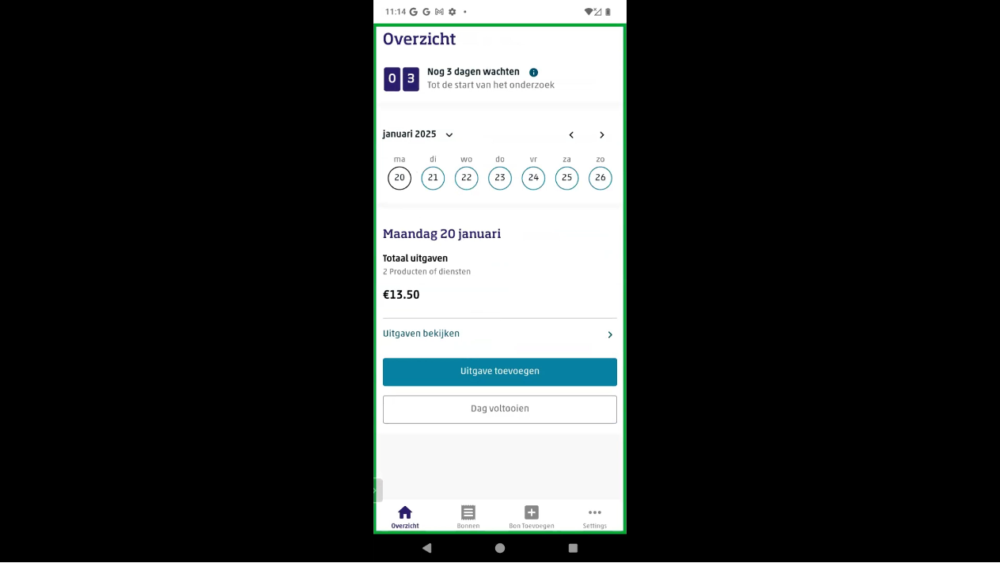 11:14
Overzicht
0 3
Nog 3 dagen wachten
Tot de start van het onderzoek
januari 2025
ma di wo do vr za zo
20 21 22 23 24 25 26
Maandag 20 januari
Totaal uitgaven
2 Producten of diensten
€13.50
Uitgaven bekijken
Uitgave toevoegen
Dag voltooien
Overzicht Bonnen Bon Toevoegen Settings